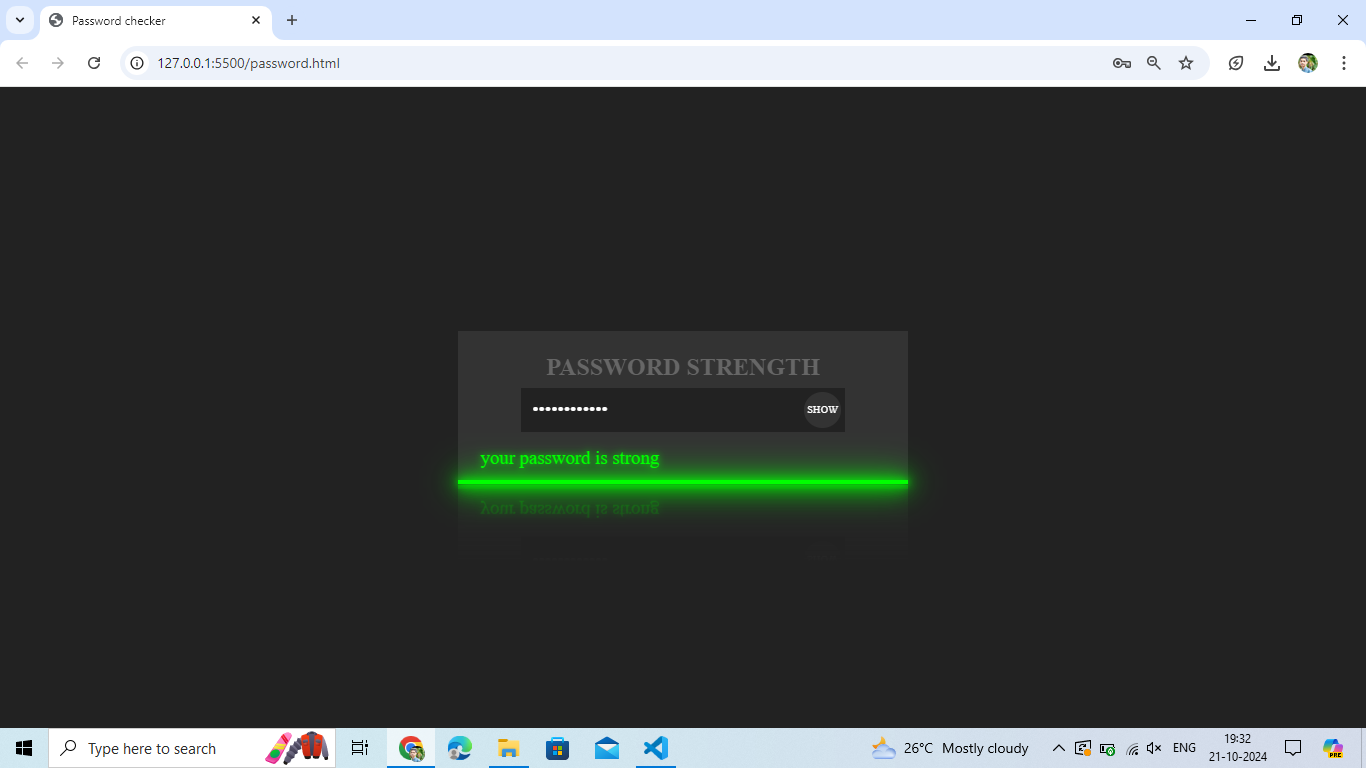 Password checker
127.0.0.1:5500/password.html
PASSWORD STRENGTH
••••••••••••
SHOW
your password is strong
your password is strong
Type here to search
26°C Mostly cloudy
ENG
19:32
21-10-2024
PRE